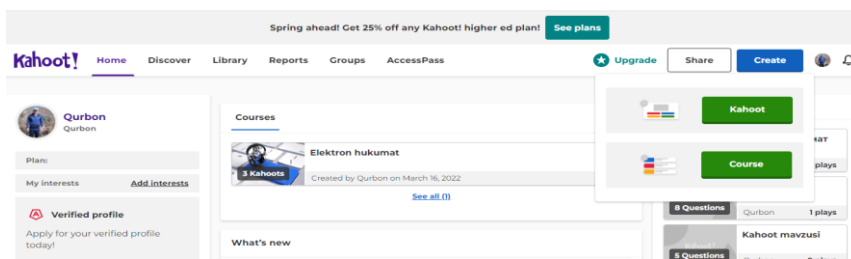 Spring ahead! Get 25% off any Kahoot! higher ed plan! See plans
Kahoot! Home Discover Library Reports Groups AccessPass Upgrade Share Create
Qurbon
Qurbon
Plan:
My interests Add interests
Verified profile
Apply for your verified profile
today!
Courses
Elektron hukumat
3 Kahoots
Created by Qurbon on March 16, 2022
See all (1)
What's new
Kahoot
Course
мат
plays
8 Questions
Qurbon 1 plays
Kahoot mavzusi
5 Questions